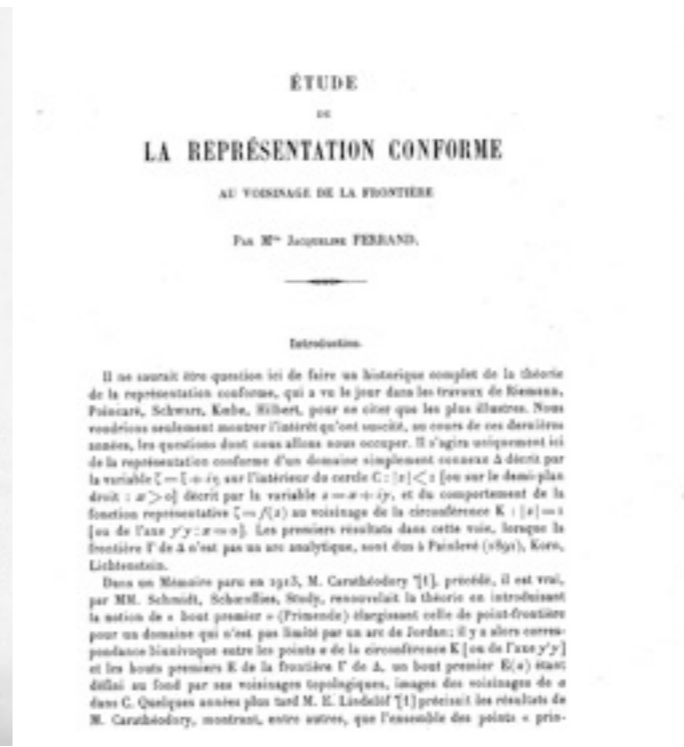 ÉTUDE
DE
LA REPRÉSENTATION CONFORME
AU VOISINAGE DE LA FRONTIÈRE
Par Mlle Jacqueline FERRAND.
Introduction.
Il ne saurait être question ici de faire un historique complet de la théorie
de la représentation conforme, qui a vu le jour dans les travaux de Riemann,
Poincaré, Schwarz, Kœbe, Hilbert, pour ne citer que les plus illustres. Nous
voudrions seulement montrer l'intérêt qu'ont suscité, au cours de ces dernières
années, les questions dont nous allons nous occuper. Il s'agira uniquement ici
de la représentation conforme d'un domaine simplement connexe Δ décrit par
la variable ζ = ξ + iη sur l'intérieur du cercle C : |z| < 1 [ou sur le demi-plan
droit : x > 0] décrit par la variable z = x + iy, et du comportement de la
fonction représentative ζ = f(z) au voisinage de la circonférence K : |z| = 1
[ou de l'axe y'y : x = 0]. Les premiers résultats dans cette voie, lorsque la
frontière Γ de Δ n'est pas un arc analytique, sont dus à Painlevé (1891), Korn,
Lichtenstein.
Dans un Mémoire paru en 1913, M. Carathéodory [1], précédé, il est vrai,
par MM. Schmidt, Schœnflies, Study, renouvelait la théorie en introduisant
la notion de « bout premier » (Primende) élargissant celle de point-frontière
pour un domaine qui n'est pas limité par un arc de Jordan; il y a alors corres-
pondance biunivoque entre les points a de la circonférence K [ou de l'axe y'y]
et les bouts premiers E de la frontière Γ de Δ, un bout premier E(a) étant
défini au fond par ses voisinages topologiques, images des voisinages de a
dans C. Quelques années plus tard M. E. Lindelöf [1] précisait les résultats de
M. Carathéodory, montrant, entre autres, que l'ensemble des points « prin-